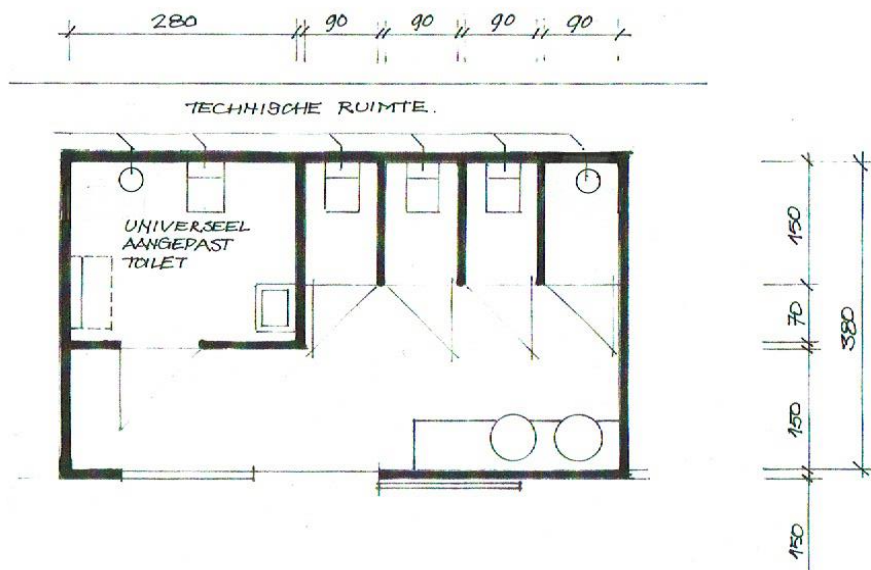 280 90 90 90 90
TECHNISCHE RUIMTE.
UNIVERSEEL
AANGEPAST
TOILET
150
70
380
150
150